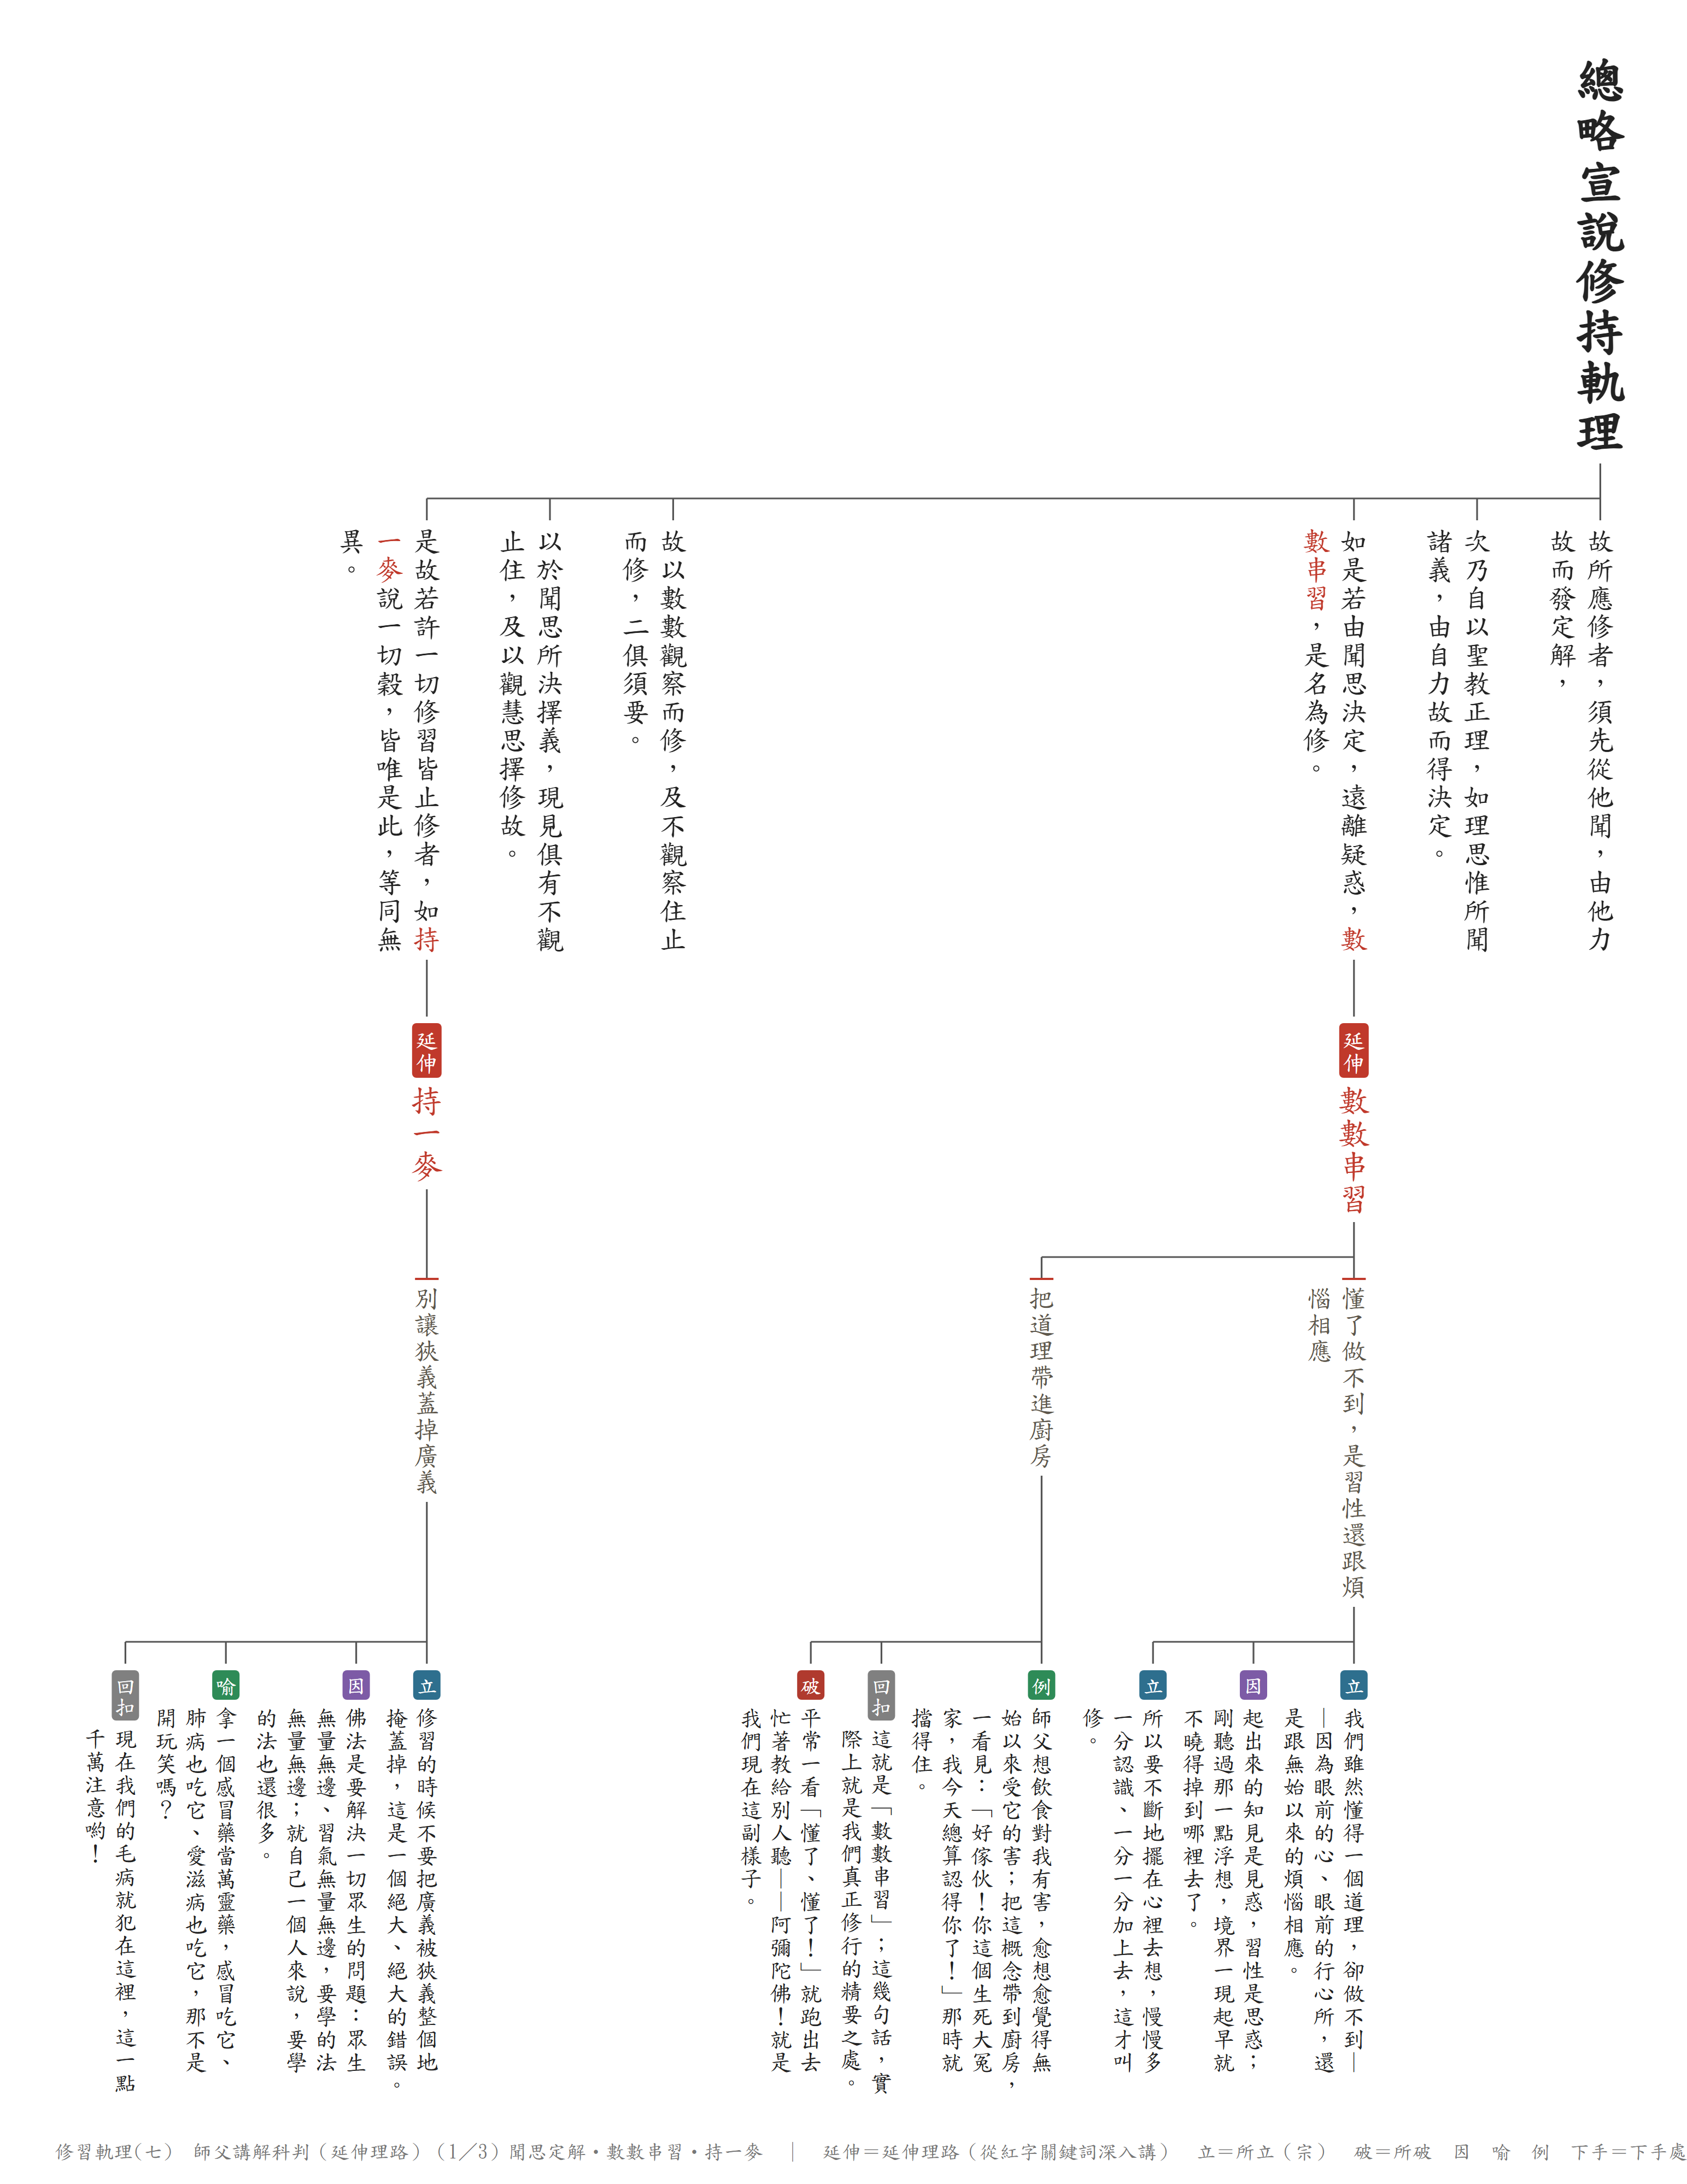 總略宣說修持軌理
故所應修者，須先從他聞，由他力
故而發定解，
次乃自以聖教正理，如理思惟所聞
諸義，由自力故而得決定。
如是若由聞思決定，遠離疑惑，數
數串習，是名為修。
故以數數觀察而修，及不觀察住止
而修，二俱須要。
以於聞思所決擇義，現見俱有不觀
止住，及以觀慧思擇修故。
是故若許一切修習皆止修者，如持
一麥說一切穀，皆唯是此，等同無
異。
延伸
數數串習
延伸
持一麥
懂了做不到，是習性還跟煩
惱相應
把道理帶進廚房
別讓狹義蓋掉廣義
立
我們雖然懂得一個道理，卻做不到—
—因為眼前的心、眼前的行心所，還
是跟無始以來的煩惱相應。
因
起出來的知見是見惑，習性是思惑；
剛聽過那一點浮想，境界一現起早就
不曉得掉到哪裡去了。
立
所以要不斷地擺在心裡去想，慢慢多
一分認識、一分一分加上去，這才叫
修。
例
師父想飲食對我有害，愈想愈覺得無
始以來受它的害；把這概念帶到廚房，
一看見：「好傢伙！你這個生死大冤
家，我今天總算認得你了！」那時就
擋得住。
回扣
這就是「數數串習」；這幾句話，實
際上就是我們真正修行的精要之處。
破
平常一看「懂了、懂了！」就跑出去
忙著教給別人聽——阿彌陀佛！就是
我們現在這副樣子。
立
修習的時候不要把廣義被狹義整個地
掩蓋掉，這是一個絕大、絕大的錯誤。
因
佛法是要解決一切眾生的問題：眾生
無量無邊、習氣無量無邊，要學的法
無量無邊；就自己一個人來說，要學
的法也還很多。
喻
拿一個感冒藥當萬靈藥，感冒吃它、
肺病也吃它、愛滋病也吃它，那不是
開玩笑嗎？
回扣
現在我們的毛病就犯在這裡，這一點
千萬注意喲！
修習軌理(七)　師父講解科判（延伸理路）（1／3）聞思定解・數數串習・持一麥　｜　延伸＝延伸理路（從紅字關鍵詞深入講）　立＝所立（宗）　破＝所破　因　喻　例　下手＝下手處